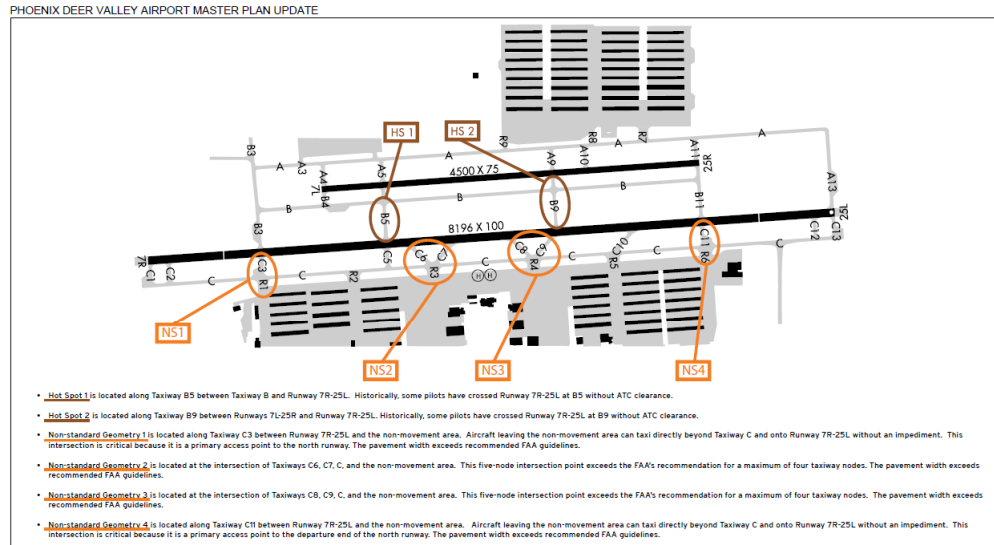 PHOENIX DEER VALLEY AIRPORT MASTER PLAN UPDATE
HS 1
HS 2
R9
R8
R7
A
B3
A
A3
A4
A5
A
A9
A10
A
A11
25R
7L
4500 X 75
B4
B
B
B5
B
B9
B
B11
A13
B3
8196 X 100
25L
7R
C1
C2
C
C3
R1
C
R2
C5
C6
C7
R3
C
H
H
C8
C9
R4
C10
R5
C
C11
R6
C
C12
C13
NS1
NS2
NS3
NS4
• Hot Spot 1 is located along Taxiway B5 between Taxiway B and Runway 7R-25L. Historically, some pilots have crossed Runway 7R-25L at B5 without ATC clearance.
• Hot Spot 2 is located along Taxiway B9 between Runways 7L-25R and Runway 7R-25L. Historically, some pilots have crossed Runway 7R-25L at B9 without ATC clearance.
• Non-standard Geometry 1 is located along Taxiway C3 between Runway 7R-25L and the non-movement area. Aircraft leaving the non-movement area can taxi directly beyond Taxiway C and onto Runway 7R-25L without an impediment. This
intersection is critical because it is a primary access point to the north runway. The pavement width exceeds recommended FAA guidelines.
• Non-standard Geometry 2 is located at the intersection of Taxiways C6, C7, C, and the non-movement area. This five-node intersection point exceeds the FAA's recommendation for a maximum of four taxiway nodes. The pavement width exceeds
recommended FAA guidelines.
• Non-standard Geometry 3 is located at the intersection of Taxiways C8, C9, C, and the non-movement area. This five-node intersection point exceeds the FAA's recommendation for a maximum of four taxiway nodes. The pavement width exceeds
recommended FAA guidelines.
• Non-standard Geometry 4 is located along Taxiway C11 between Runway 7R-25L and the non-movement area. Aircraft leaving the non-movement area can taxi directly beyond Taxiway C and onto Runway 7R-25L without an impediment. This
intersection is critical because it is a primary access point to the departure end of the north runway. The pavement width exceeds recommended FAA guidelines.